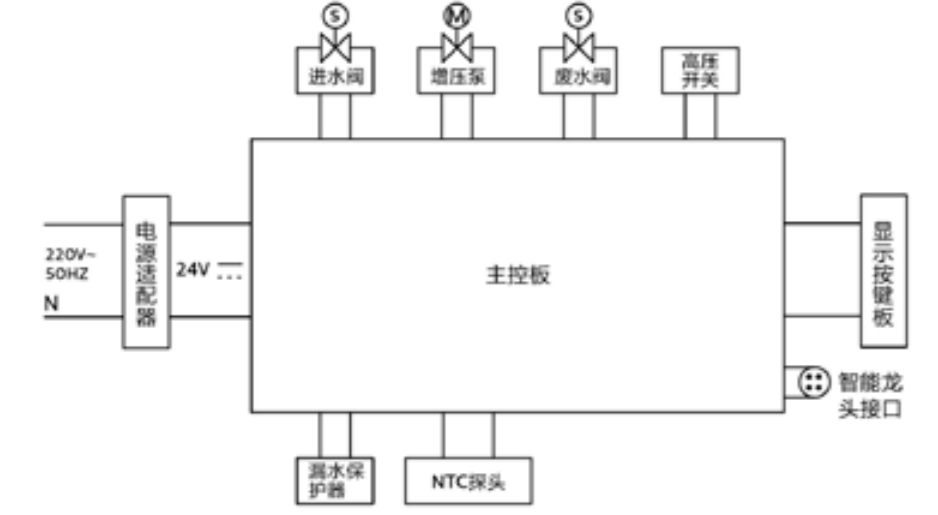 S
M
S
进水阀
增压泵
废水阀
高压
开关
220V~
50HZ
N
电源适配器
24V
主控板
显示按键板
智能龙
头接口
漏水保
护器
NTC探头